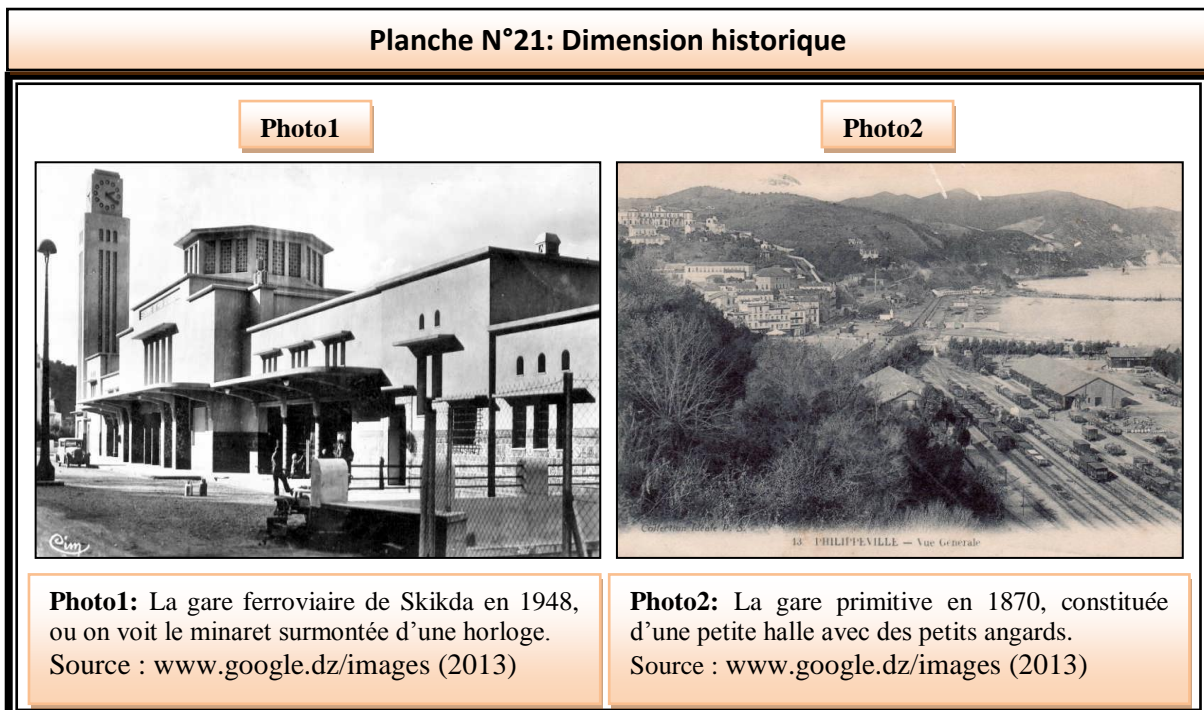 Planche N°21: Dimension historique
Photo1
Photo2
Cim
Collection Idéale P. S.
13 PHILIPPEVILLE — Vue Générale
Photo1: La gare ferroviaire de Skikda en 1948,
ou on voit le minaret surmontée d’une horloge.
Source : www.google.dz/images (2013)
Photo2: La gare primitive en 1870, constituée
d’une petite halle avec des petits angards.
Source : www.google.dz/images (2013)